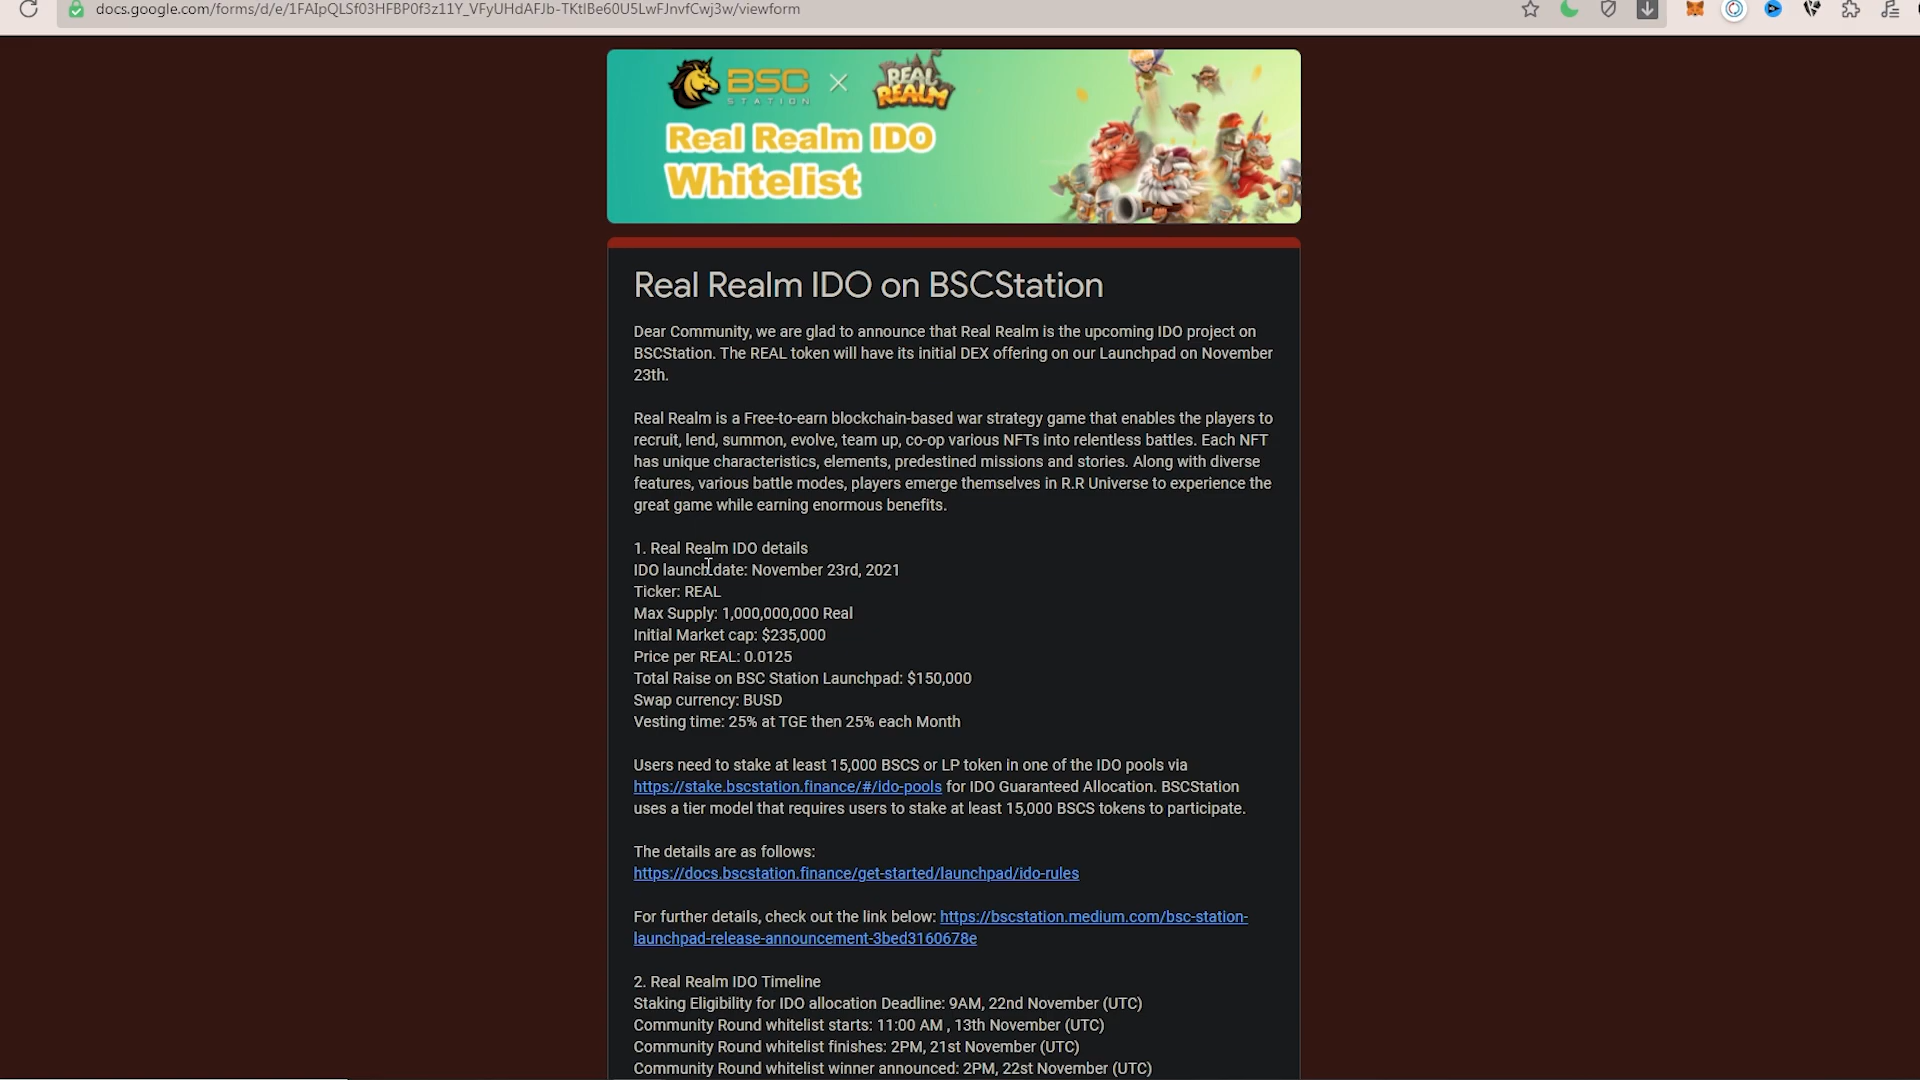 docs.google.com/forms/d/e/1FAIpQLSf03HFBP0f3z11Y_VFyUHdAFJb-TKtlBe60U5LwFJnvfCwj3w/viewform
BSC STATION × REAL REALM
Real Realm IDO
Whitelist
Real Realm IDO on BSCStation
Dear Community, we are glad to announce that Real Realm is the upcoming IDO project on
BSCStation. The REAL token will have its initial DEX offering on our Launchpad on November
23th.
Real Realm is a Free-to-earn blockchain-based war strategy game that enables the players to
recruit, lend, summon, evolve, team up, co-op various NFTs into relentless battles. Each NFT
has unique characteristics, elements, predestined missions and stories. Along with diverse
features, various battle modes, players emerge themselves in R.R Universe to experience the
great game while earning enormous benefits.
1. Real Realm IDO details
IDO launch date: November 23rd, 2021
Ticker: REAL
Max Supply: 1,000,000,000 Real
Initial Market cap: $235,000
Price per REAL: 0.0125
Total Raise on BSC Station Launchpad: $150,000
Swap currency: BUSD
Vesting time: 25% at TGE then 25% each Month
Users need to stake at least 15,000 BSCS or LP token in one of the IDO pools via
https://stake.bscstation.finance/#/ido-pools for IDO Guaranteed Allocation. BSCStation
uses a tier model that requires users to stake at least 15,000 BSCS tokens to participate.
The details are as follows:
https://docs.bscstation.finance/get-started/launchpad/ido-rules
For further details, check out the link below: https://bscstation.medium.com/bsc-station-
launchpad-release-announcement-3bed3160678e
2. Real Realm IDO Timeline
Staking Eligibility for IDO allocation Deadline: 9AM, 22nd November (UTC)
Community Round whitelist starts: 11:00 AM , 13th November (UTC)
Community Round whitelist finishes: 2PM, 21st November (UTC)
Community Round whitelist winner announced: 2PM, 22st November (UTC)